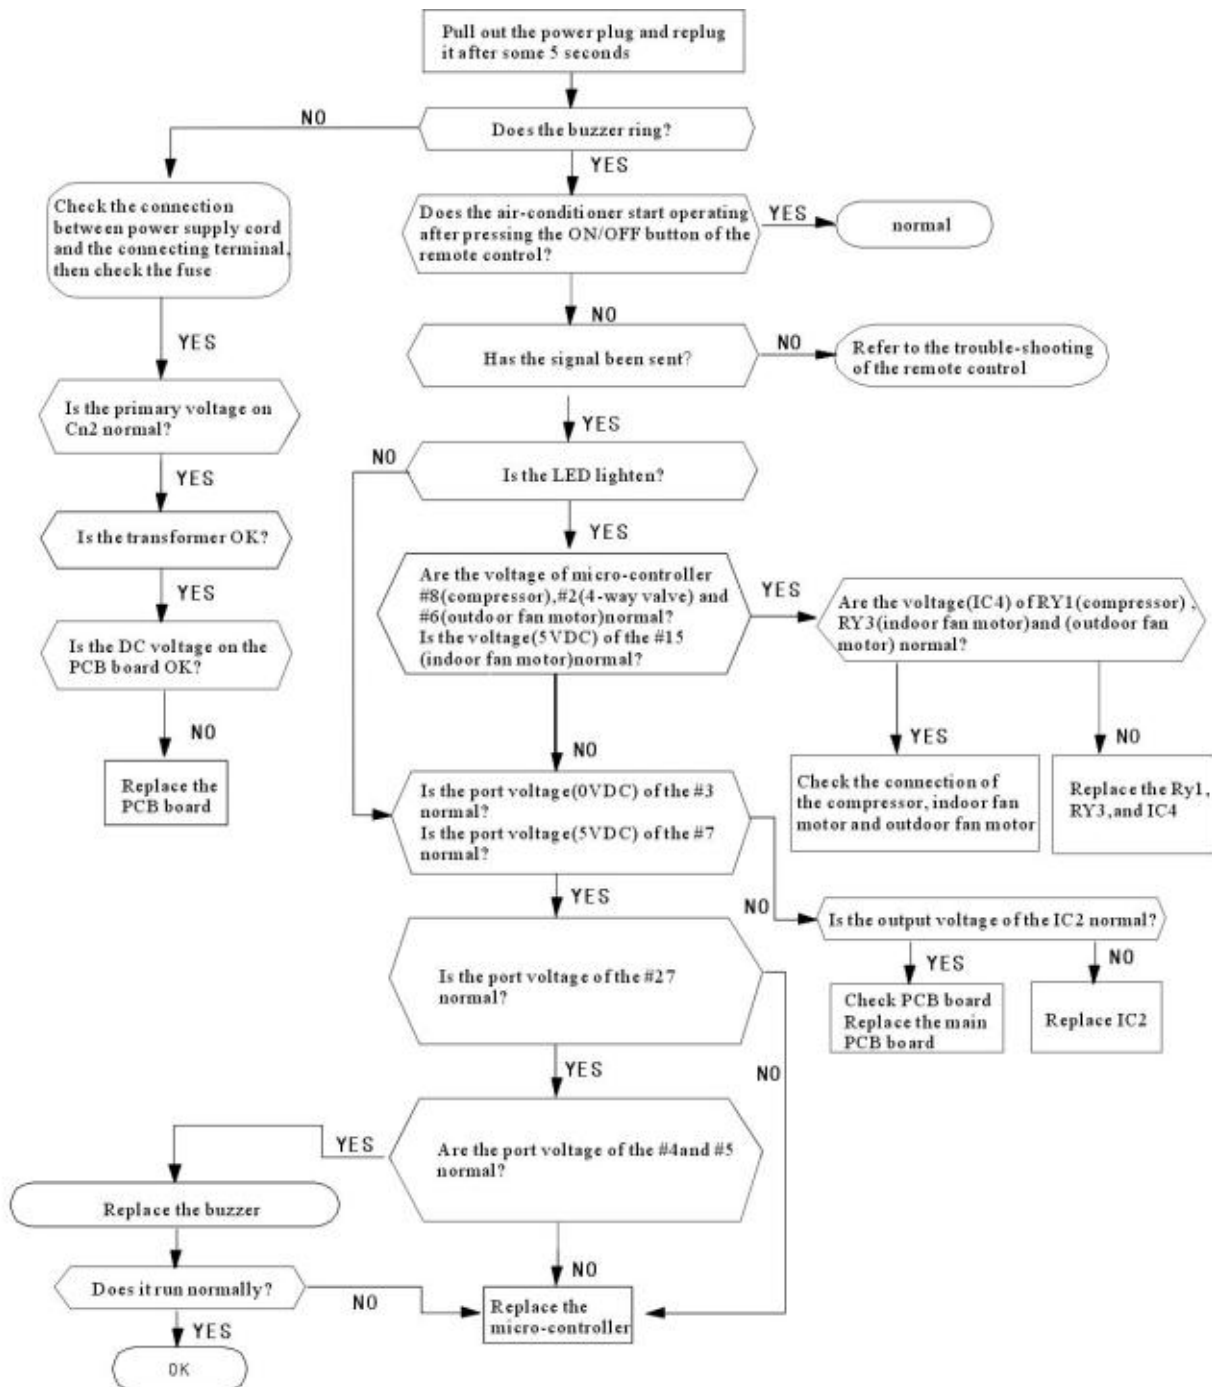 Pull out the power plug and replug
it after some 5 seconds
NO
Does the buzzer ring?
YES
Check the connection
between power supply cord
and the connecting terminal,
then check the fuse
Does the air-conditioner start operating
after pressing the ON/OFF button of the
remote control?
YES
normal
NO
YES
Has the signal been sent?
NO
Refer to the trouble-shooting
of the remote control
Is the primary voltage on
Cn2 normal?
YES
NO
Is the LED lighten?
YES
YES
Is the transformer OK?
YES
Are the voltage of micro-controller
#8(compressor),#2(4-way valve) and
#6(outdoor fan motor)normal?
Is the voltage(5VDC) of the #15
(indoor fan motor)normal?
YES
Are the voltage(IC4) of RY1(compressor) ,
RY3(indoor fan motor)and (outdoor fan
motor) normal?
Is the DC voltage on the
PCB board OK?
NO
NO
YES
NO
Replace the
PCB board
Is the port voltage(0VDC) of the #3
normal?
Is the port voltage(5VDC) of the #7
normal?
Check the connection of
the compressor, indoor fan
motor and outdoor fan motor
Replace the Ry1,
RY3,and IC4
YES
NO
Is the output voltage of the IC2 normal?
YES
NO
Is the port voltage of the #27
normal?
Check PCB board
Replace the main
PCB board
Replace IC2
YES
NO
YES
Are the port voltage of the #4and #5
normal?
Replace the buzzer
NO
Does it run normally?
NO
Replace the
micro-controller
YES
OK